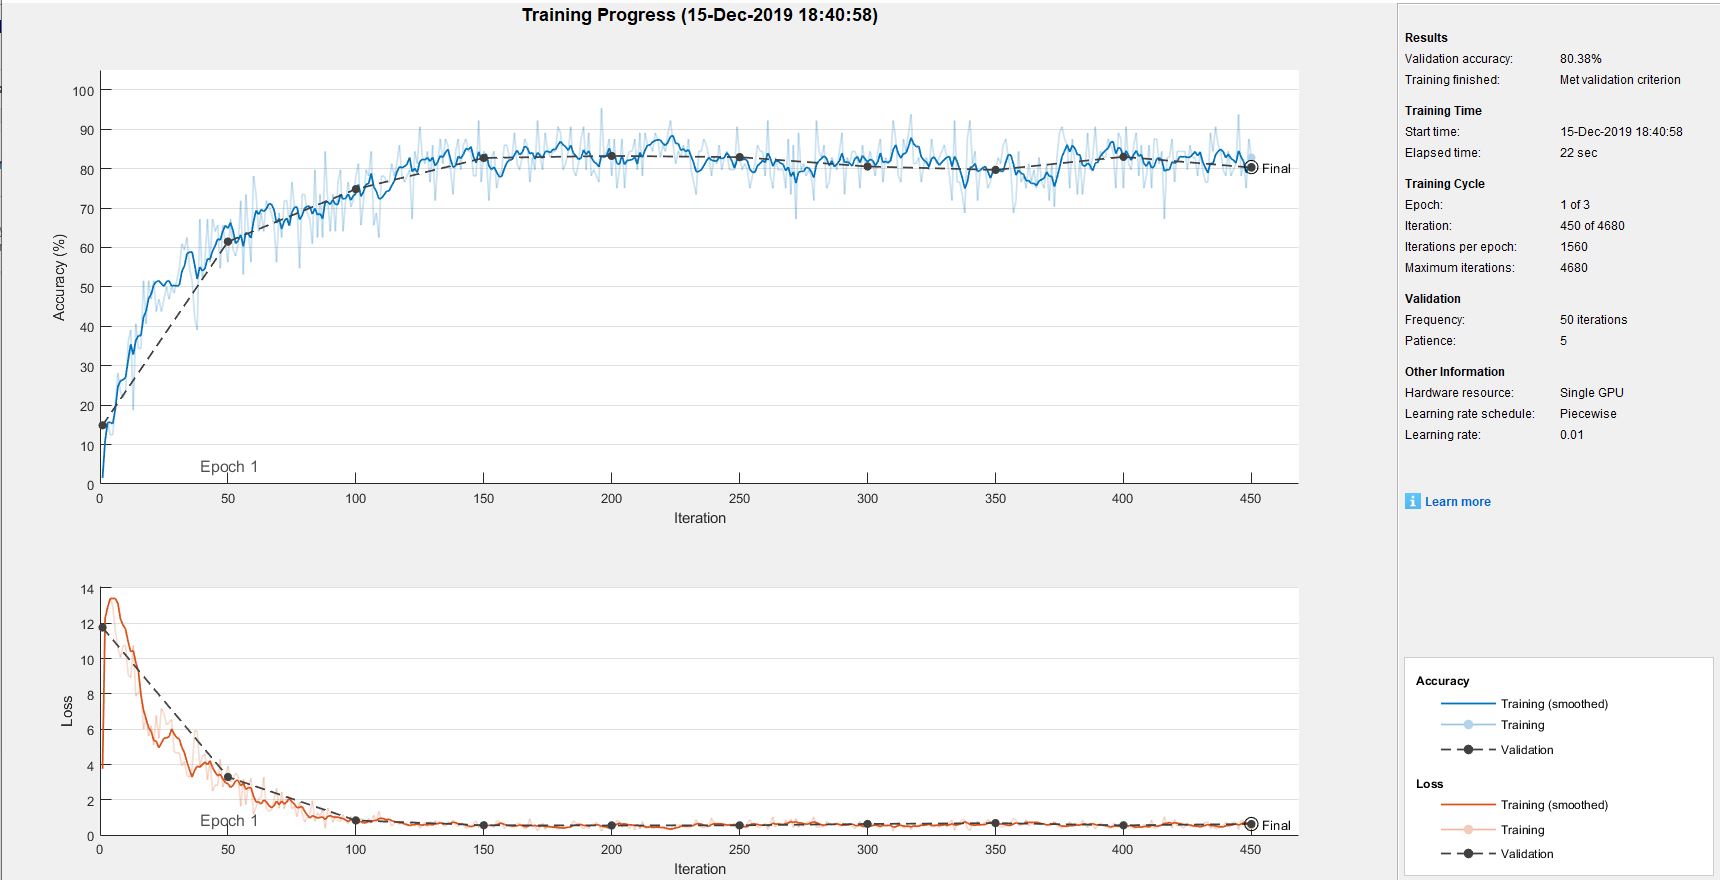 Training Progress (15-Dec-2019 18:40:58)
100
90
80
70
60
50
40
30
20
10
0
Accuracy (%)
Final
Epoch 1
0 50 100 150 200 250 300 350 400 450
Iteration
14
12
10
8
6
4
2
0
Loss
Final
Epoch 1
0 50 100 150 200 250 300 350 400 450
Iteration
Results
Validation accuracy: 80.38%
Training finished: Met validation criterion
Training Time
Start time: 15-Dec-2019 18:40:58
Elapsed time: 22 sec
Training Cycle
Epoch: 1 of 3
Iteration: 450 of 4680
Iterations per epoch: 1560
Maximum iterations: 4680
Validation
Frequency: 50 iterations
Patience: 5
Other Information
Hardware resource: Single GPU
Learning rate schedule: Piecewise
Learning rate: 0.01
i Learn more
Accuracy
Training (smoothed)
Training
Validation
Loss
Training (smoothed)
Training
Validation